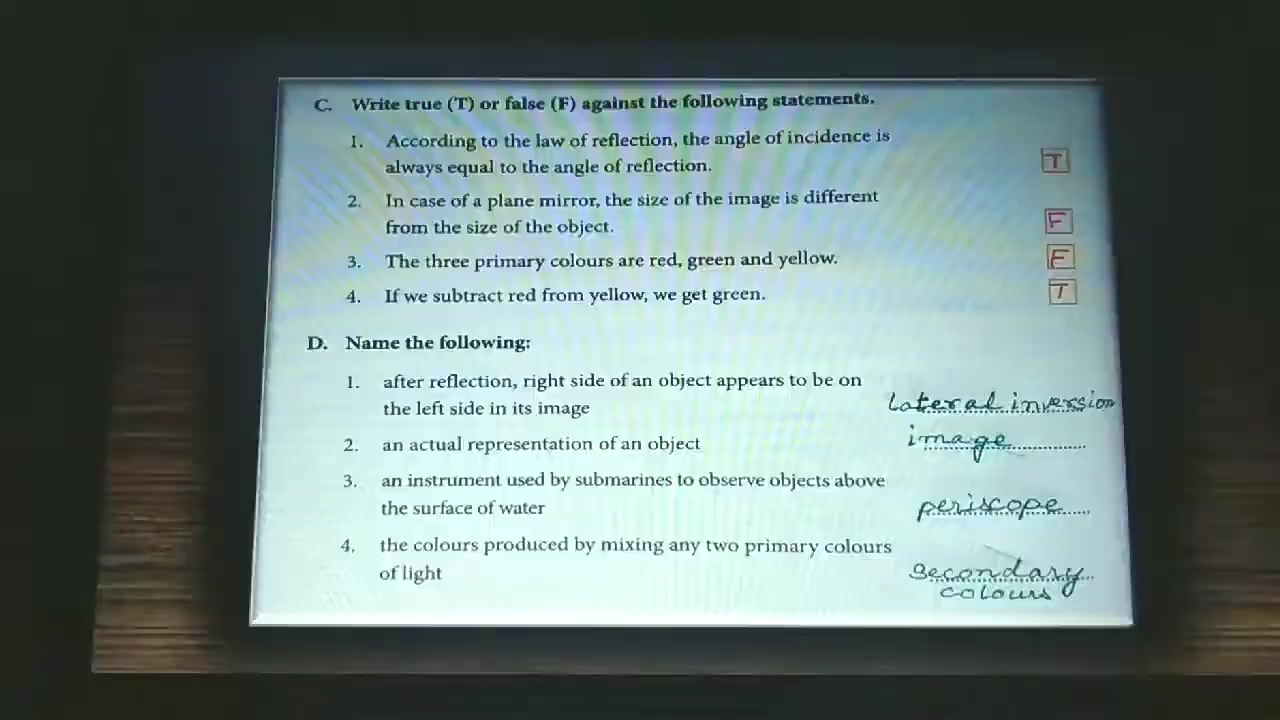 C. Write true (T) or false (F) against the following statements.
1. According to the law of reflection, the angle of incidence is
always equal to the angle of reflection. T
2. In case of a plane mirror, the size of the image is different
from the size of the object. F
3. The three primary colours are red, green and yellow. F
4. If we subtract red from yellow, we get green. T
D. Name the following:
1. after reflection, right side of an object appears to be on
the left side in its image lateral inversion
2. an actual representation of an object image
3. an instrument used by submarines to observe objects above
the surface of water periscope
4. the colours produced by mixing any two primary colours
of light secondary
colours